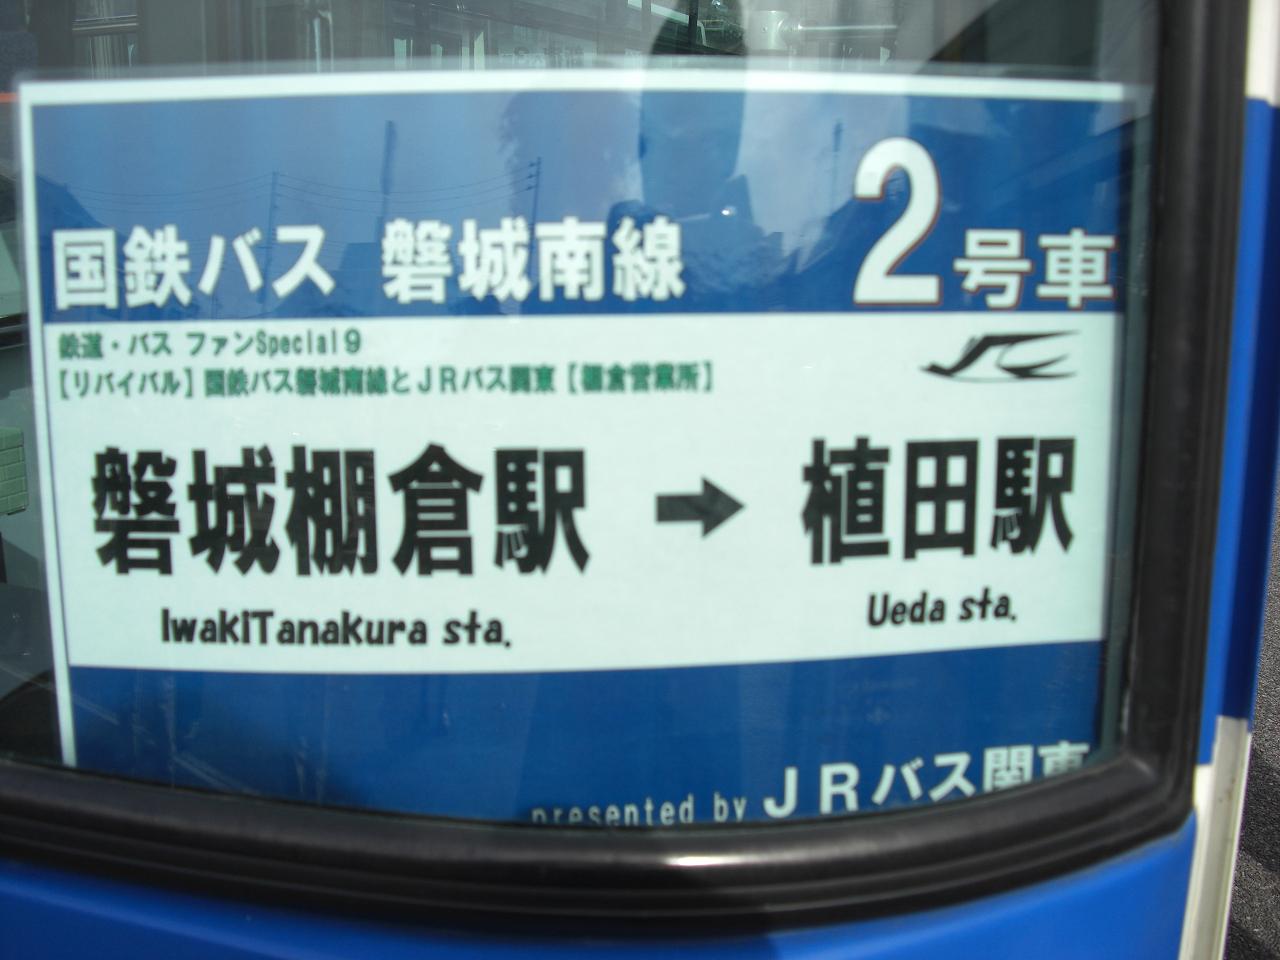 国鉄バス 磐城南線 2号車
鉄道・バス ファンSpecial9
【リバイバル】国鉄バス磐城南線とJRバス関東【棚倉営業所】
磐城棚倉駅 → 植田駅
IwakiTanakura sta. Ueda sta.
presented by JRバス関東